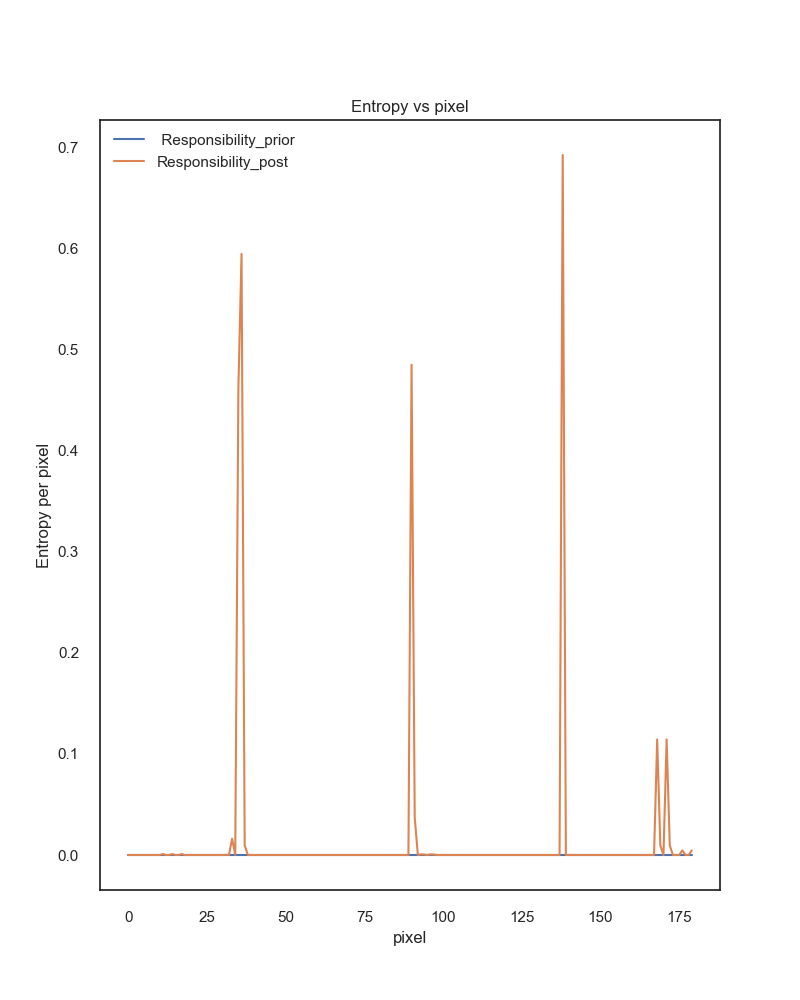 Entropy vs pixel
Responsibility_prior
Responsibility_post
0.7
0.6
0.5
0.4
0.3
0.2
0.1
0.0
Entropy per pixel
0 25 50 75 100 125 150 175
pixel